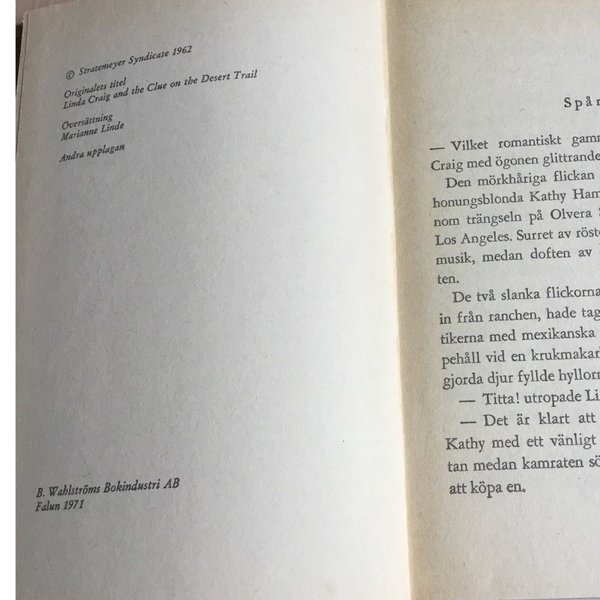 © Stratemeyer Syndicate 1962
Originalets titel
Linda Craig and the Clue on the Desert Trail
Översättning
Marianne Linde
Andra upplagan
B. Wahlströms Bokindustri AB
Falun 1971
Spår
— Vilket romantiskt gam
Craig med ögonen glittrande
Den mörkhåriga flickan
honungsblonda Kathy Ham
nom trängseln på Olvera
Los Angeles. Surret av röste
musik, medan doften av
ten.
De två slanka flickorna
in från ranchen, hade tag
tikerna med mexikanska
pehåll vid en krukmakar
gjorda djur fyllde hyllor
— Titta! utropade Li
— Det är klart att
Kathy med ett vänligt
tan medan kamraten sö
att köpa en.